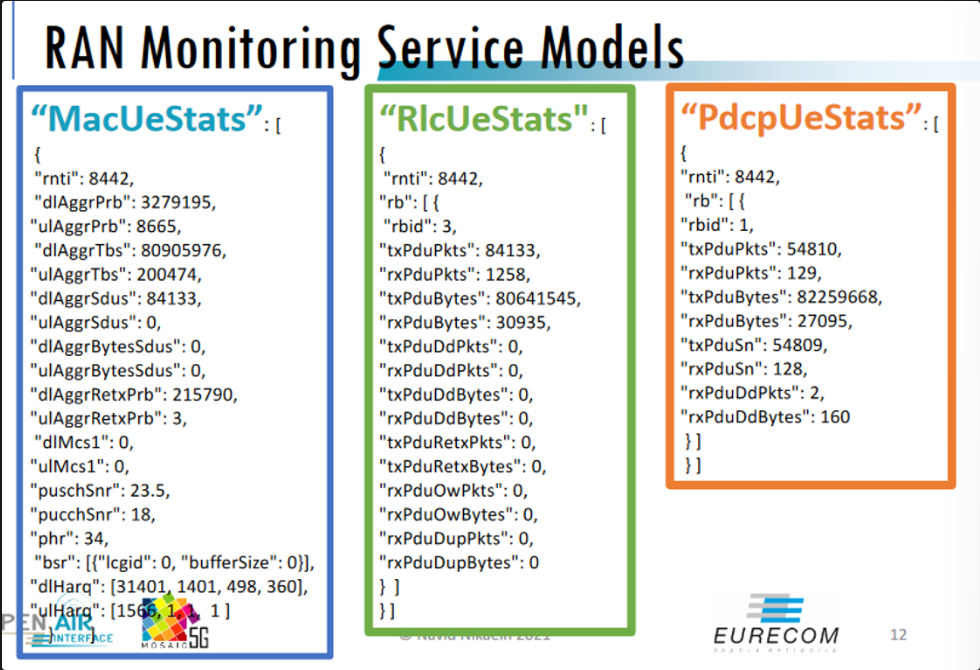 RAN Monitoring Service Models
“MacUeStats”: [
{
"rnti": 8442,
"dlAggrPrb": 3279195,
"ulAggrPrb": 8665,
"dlAggrTbs": 80905976,
"ulAggrTbs": 200474,
"dlAggrSdus": 84133,
"ulAggrSdus": 0,
"dlAggrBytesSdus": 0,
"ulAggrBytesSdus": 0,
"dlAggrRetxPrb": 215790,
"ulAggrRetxPrb": 3,
"dlMcs1": 0,
"ulMcs1": 0,
"puschSnr": 23.5,
"pucchSnr": 18,
"phr": 34,
"bsr": [{"lcgid": 0, "bufferSize": 0}],
"dlHarq": [31401, 1401, 498, 360],
"ulHarq": [1566, 1, 1, 1 ]
} ]
“RlcUeStats": [
{
"rnti": 8442,
"rb": [ {
"rbid": 3,
"txPduPkts": 84133,
"rxPduPkts": 1258,
"txPduBytes": 80641545,
"rxPduBytes": 30935,
"txPduDdPkts": 0,
"rxPduDdPkts": 0,
"txPduDdBytes": 0,
"rxPduDdBytes": 0,
"txPduRetxPkts": 0,
"txPduRetxBytes": 0,
"rxPduOwPkts": 0,
"rxPduOwBytes": 0,
"rxPduDupPkts": 0,
"rxPduDupBytes": 0
} ]
} ]
“PdcpUeStats”: [
{
"rnti": 8442,
"rb": [ {
"rbid": 1,
"txPduPkts": 54810,
"rxPduPkts": 129,
"txPduBytes": 82259668,
"rxPduBytes": 27095,
"txPduSn": 54809,
"rxPduSn": 128,
"rxPduDdPkts": 2,
"rxPduDdBytes": 160
} ]
} ]
PEN AIR
INTERFACE
MOSAIC5G
© Navid Nikaein 2021
EURECOM
Sophia Antipolis
12